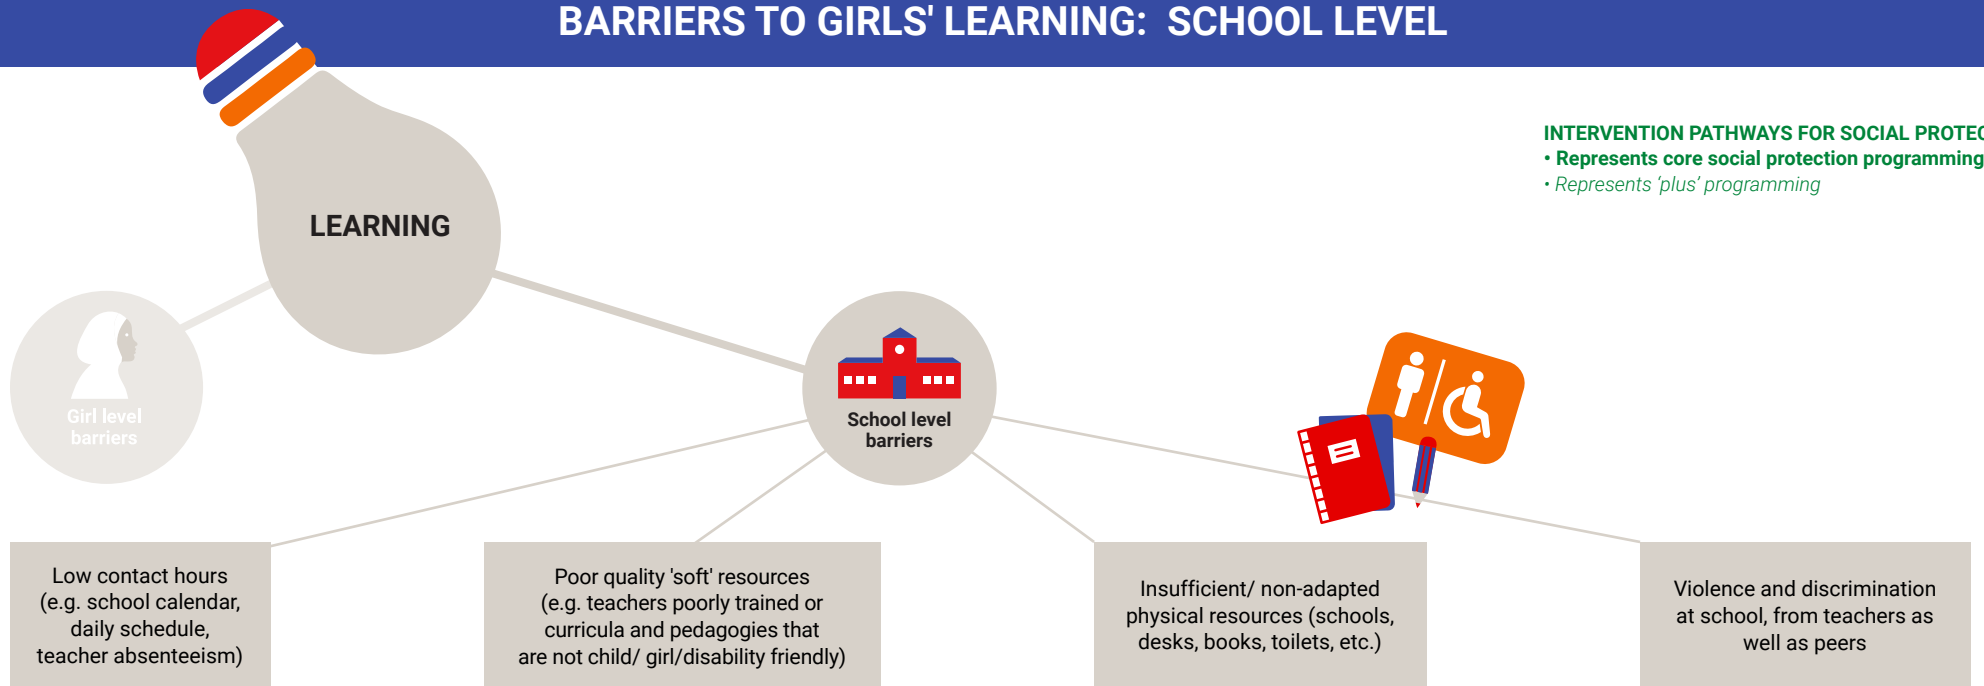 BARRIERS TO GIRLS' LEARNING: SCHOOL LEVEL
INTERVENTION PATHWAYS FOR SOCIAL PROTEC
• Represents core social protection programming
• Represents ‘plus’ programming
LEARNING
Girl level
barriers
School level
barriers
Low contact hours
(e.g. school calendar,
daily schedule,
teacher absenteeism)
Poor quality 'soft' resources
(e.g. teachers poorly trained or
curricula and pedagogies that
are not child/ girl/disability friendly)
Insufficient/ non-adapted
physical resources (schools,
desks, books, toilets, etc.)
Violence and discrimination
at school, from teachers as
well as peers